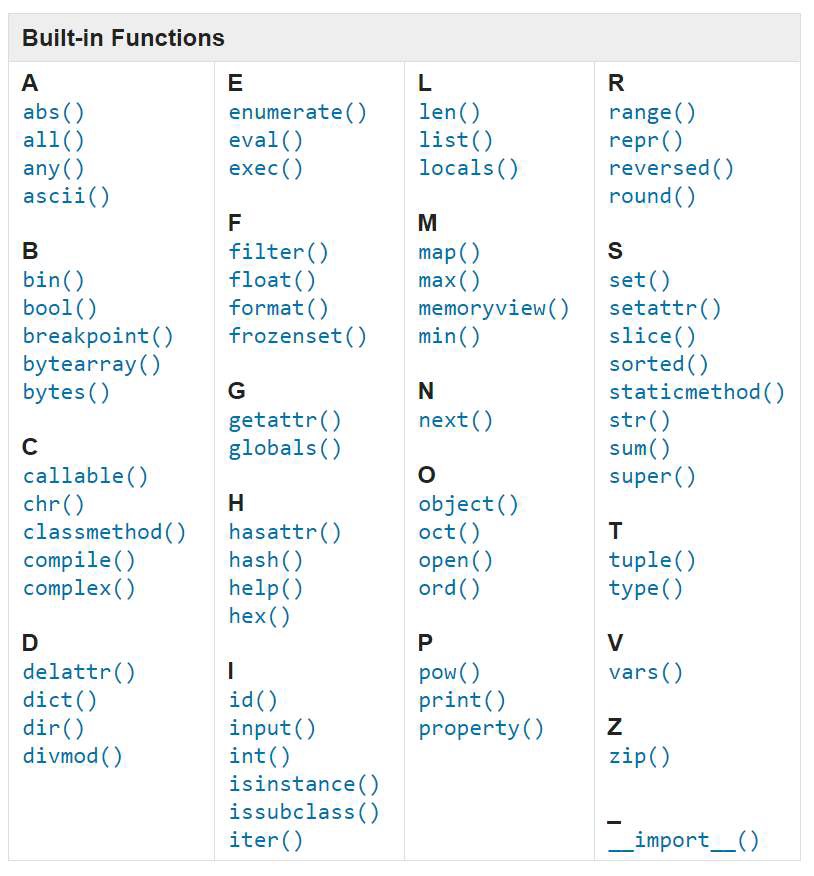 Built-in Functions
A
abs()
all()
any()
ascii()
B
bin()
bool()
breakpoint()
bytearray()
bytes()
C
callable()
chr()
classmethod()
compile()
complex()
D
delattr()
dict()
dir()
divmod()
E
enumerate()
eval()
exec()
F
filter()
float()
format()
frozenset()
G
getattr()
globals()
H
hasattr()
hash()
help()
hex()
I
id()
input()
int()
isinstance()
issubclass()
iter()
L
len()
list()
locals()
M
map()
max()
memoryview()
min()
N
next()
O
object()
oct()
open()
ord()
P
pow()
print()
property()
R
range()
repr()
reversed()
round()
S
set()
setattr()
slice()
sorted()
staticmethod()
str()
sum()
super()
T
tuple()
type()
V
vars()
Z
zip()
_
__import__()